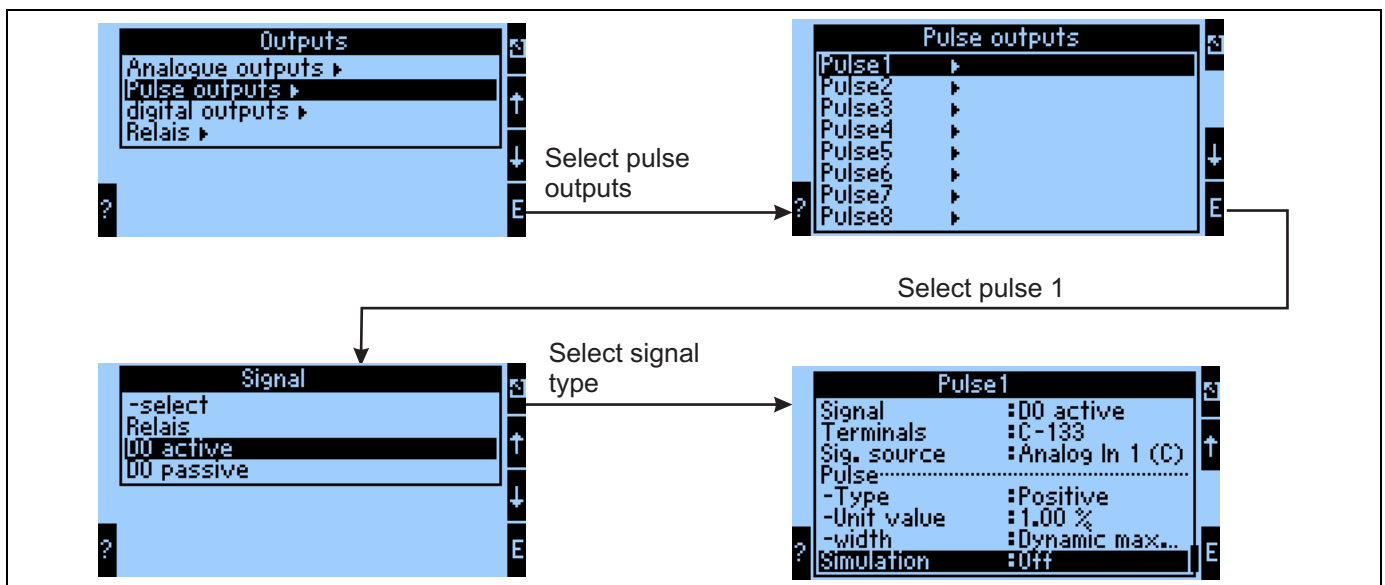 Outputs
Analogue outputs
Pulse outputs
digital outputs
Relais
?
E
Select pulse
outputs
Pulse outputs
Pulse1
Pulse2
Pulse3
Pulse4
Pulse5
Pulse6
Pulse7
Pulse8
?
E
Select pulse 1
Signal
-select
Relais
DO active
DO passive
?
E
Select signal
type
Pulse1
Signal :DO active
Terminals :C-133
Sig. source :Analog In 1 (C)
Pulse
-Type :Positive
-Unit value :1.00 %
-width :Dynamic max...
Simulation :Off
?
E